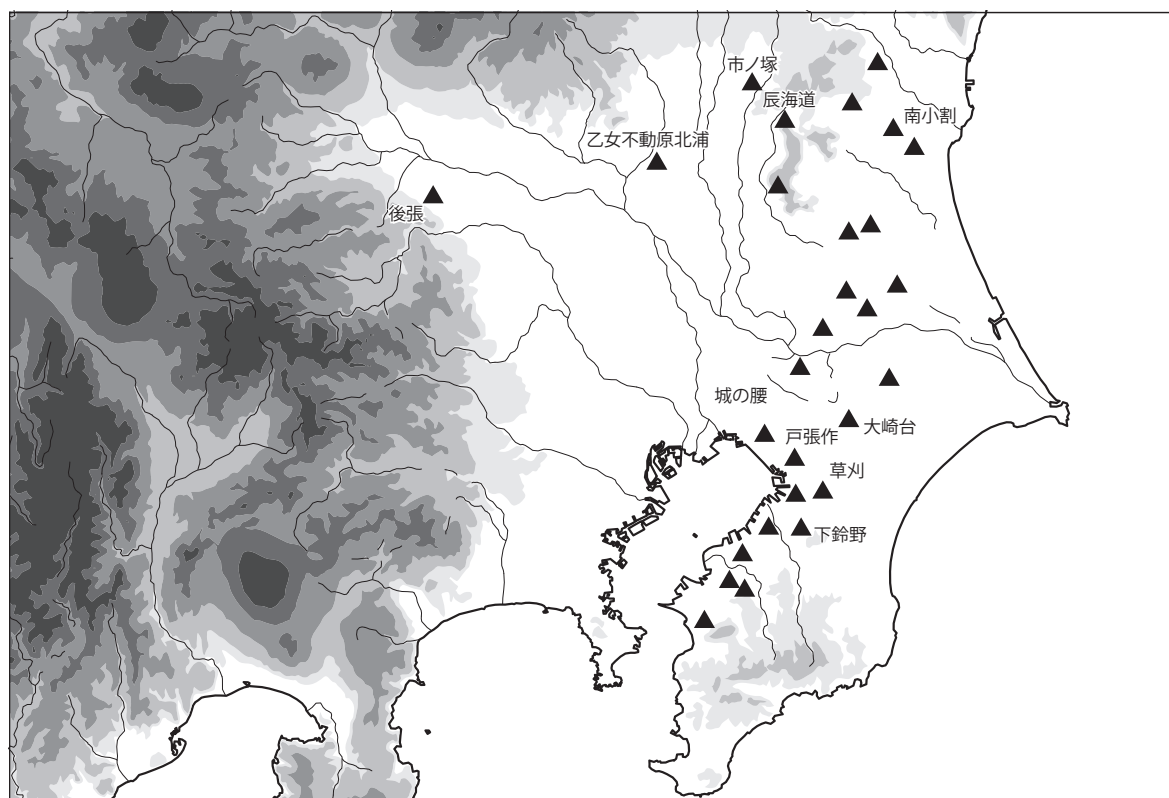 市ノ塚
辰海道
南小割
乙女不動原北浦
後張
城の腰
大崎台
戸張作
草刈
下鈴野